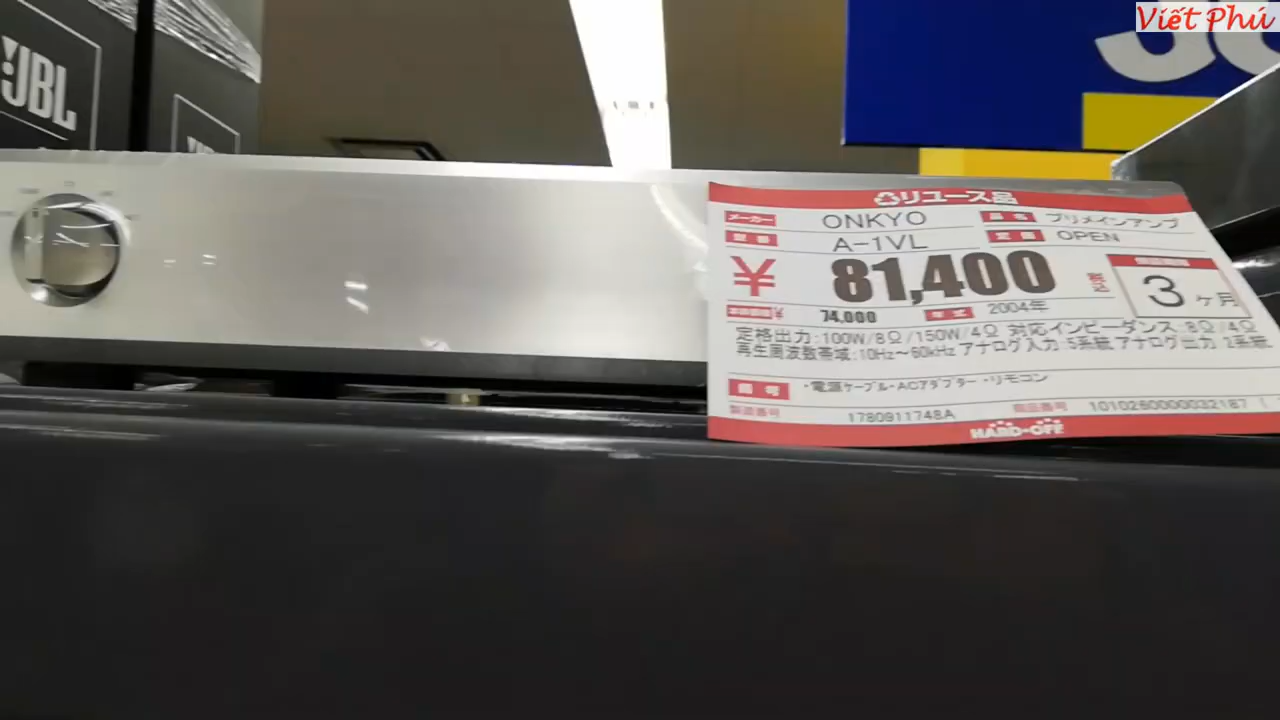 Việt Phú
JBL
リユース品
メーカー ONKYO 品名 プリメインアンプ
型番 A-1VL 定価 OPEN
¥ 81,400 税込
3ヶ月
74,000 年式 2004年
定格出力:100W/8Ω/150W/4Ω 対応インピーダンス:8Ω/4Ω
再生周波数帯域:10Hz～60kHz アナログ入力:5系統 アナログ出力:2系統
備考 ・電源ケーブル・ACアダプター・リモコン
製造番号 1780911748A 商品番号 1010260000032187
HARD-OFF